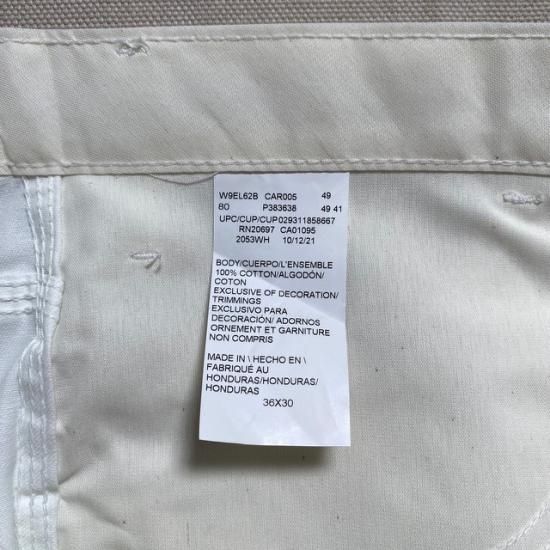 W9EL62B CAR005 49
80 P383638 49 41
UPC/CUP/CUP029311858667
RN20697 CA01095
2053WH 10/12/21
BODY/CUERPO/L'ENSEMBLE
100% COTTON/ALGODÓN/
COTON
EXCLUSIVE OF DECORATION/
TRIMMINGS
EXCLUSIVO PARA
DECORACIÓN/ ADORNOS
ORNEMENT ET GARNITURE
NON COMPRIS
MADE IN \ HECHO EN \
FABRIQUÉ AU
HONDURAS/HONDURAS/
HONDURAS
36X30